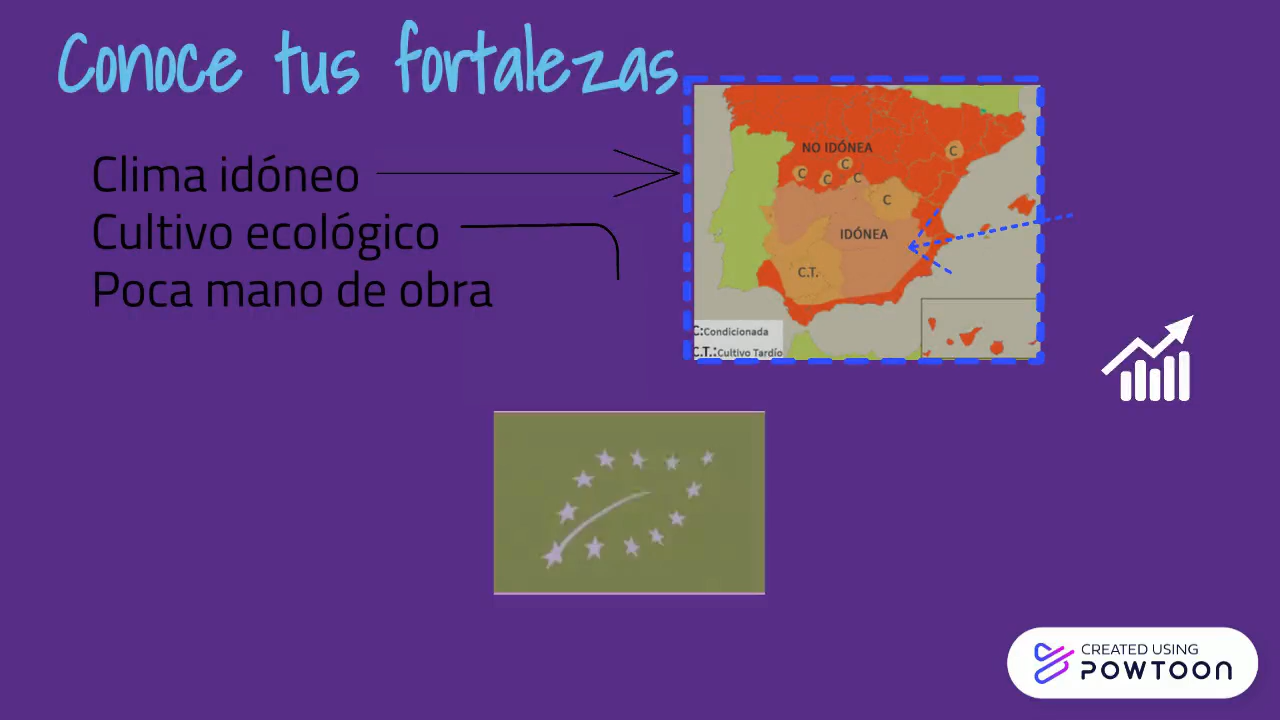 Conoce tus fortalezas
Clima idóneo
Cultivo ecológico
Poca mano de obra
NO IDÓNEA
C
C
C
C
C
C
IDÓNEA
C.T.
C:Condicionada
C.T.:Cultivo Tardío
CREATED USING
POWTOON